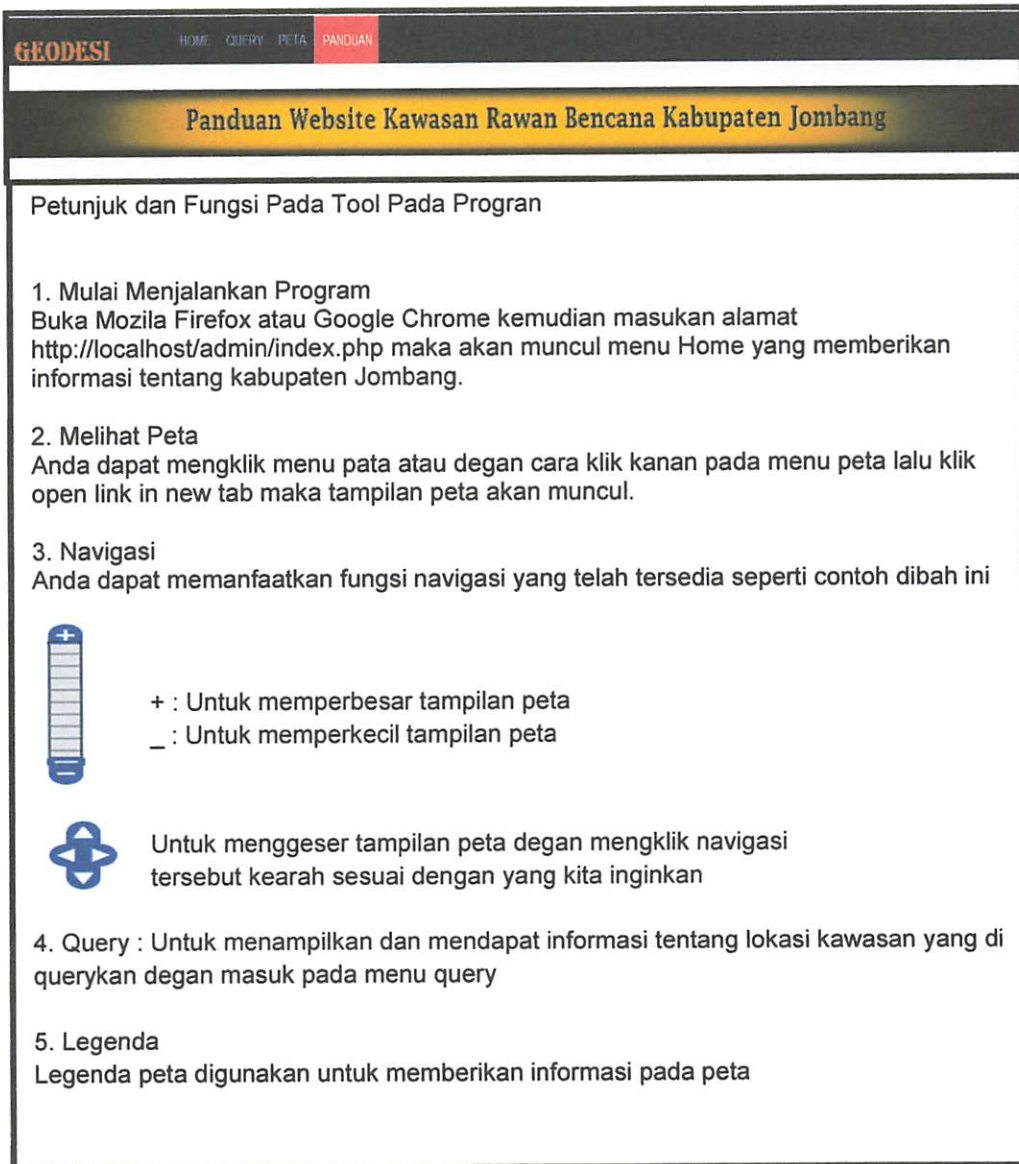 GEODESI
HOME QUERY PETA PANDUAN
Panduan Website Kawasan Rawan Bencana Kabupaten Jombang
Petunjuk dan Fungsi Pada Tool Pada Progran
1. Mulai Menjalankan Program
Buka Mozila Firefox atau Google Chrome kemudian masukan alamat
http://localhost/admin/index.php maka akan muncul menu Home yang memberikan
informasi tentang kabupaten Jombang.
2. Melihat Peta
Anda dapat mengklik menu pata atau degan cara klik kanan pada menu peta lalu klik
open link in new tab maka tampilan peta akan muncul.
3. Navigasi
Anda dapat memanfaatkan fungsi navigasi yang telah tersedia seperti contoh dibah ini
+ : Untuk memperbesar tampilan peta
_ : Untuk memperkecil tampilan peta
Untuk menggeser tampilan peta degan mengklik navigasi
tersebut kearah sesuai dengan yang kita inginkan
4. Query : Untuk menampilkan dan mendapat informasi tentang lokasi kawasan yang di
querykan degan masuk pada menu query
5. Legenda
Legenda peta digunakan untuk memberikan informasi pada peta